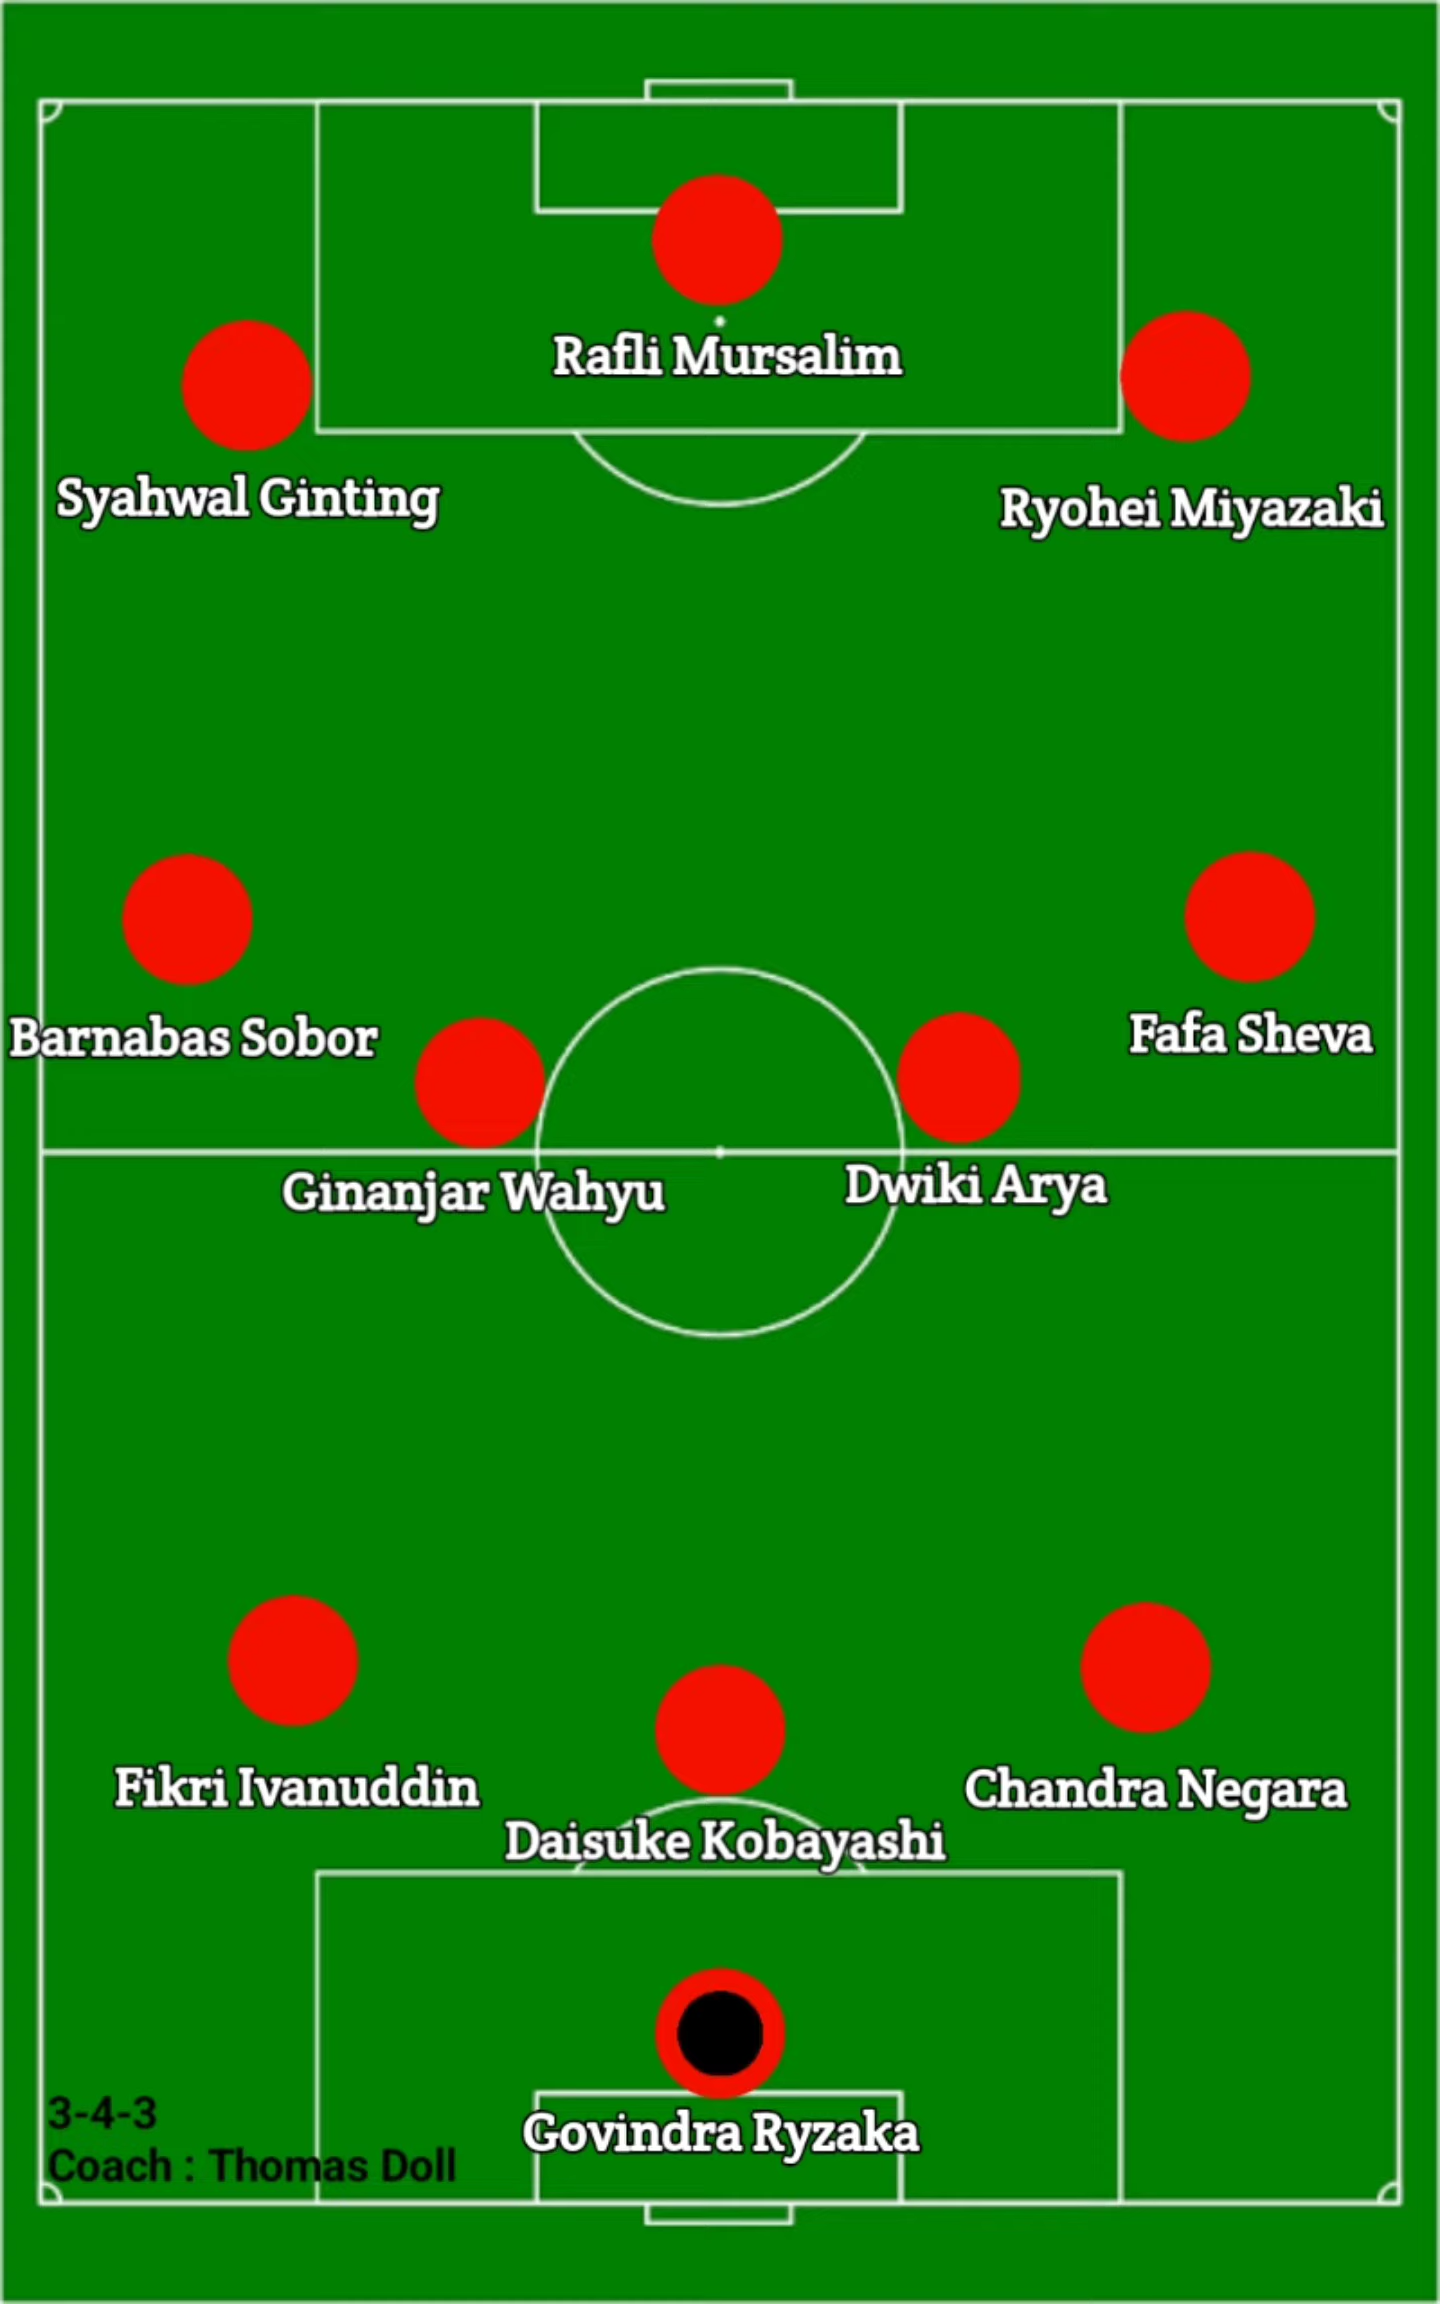 Rafli Mursalim
Syahwal Ginting
Ryohei Miyazaki
Barnabas Sobor
Fafa Sheva
Ginanjar Wahyu
Dwiki Arya
Fikri Ivanuddin
Chandra Negara
Daisuke Kobayashi
Govindra Ryzaka
3-4-3
Coach : Thomas Doll